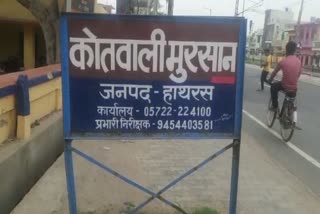 कोतवाली मुरसान
जनपद - हाथरस
कार्यालय - 05722-224100
प्रभारी निरीक्षक - 9454403581